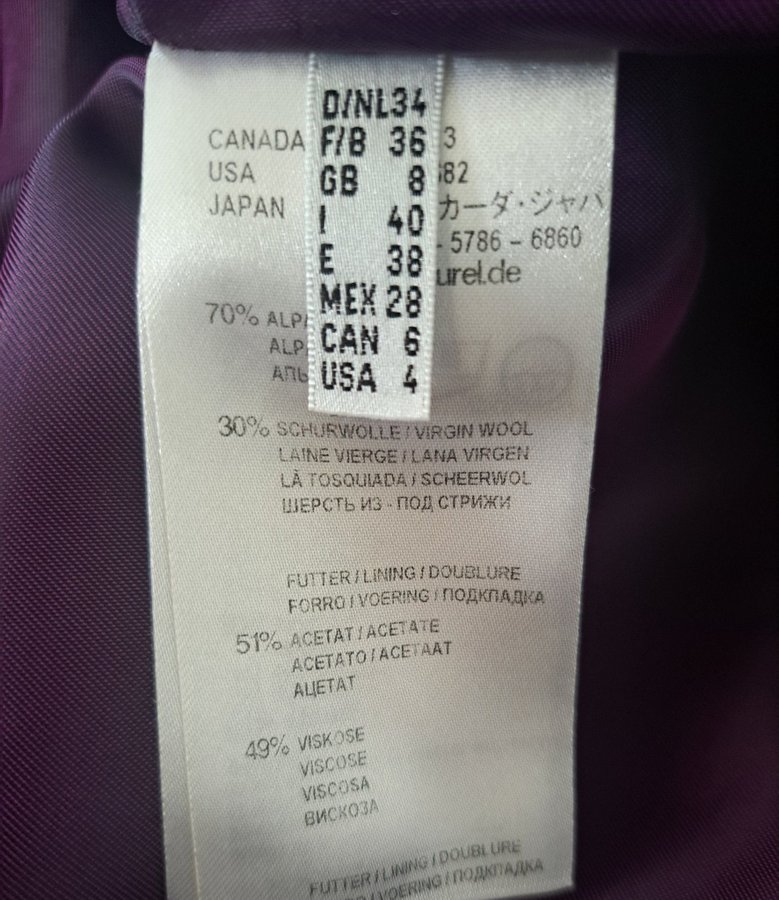 D/NL 34
F/B 36
GB 8
I 40
E 38
MEX 28
CAN 6
USA 4
CANADA 3
USA 82
JAPAN カーダ・ジャパ
- 5786 – 6860
urel.de
70% ALP
ALP
АЛЬ
30% SCHURWOLLE / VIRGIN WOOL
LAINE VIERGE / LANA VIRGEN
LÀ TOSQUIADA / SCHEERWOL
ШЕРСТЬ ИЗ - ПОД СТРИЖИ
FUTTER / LINING / DOUBLURE
FORRO / VOERING / ПОДКЛАДКА
51% ACETAT / ACETATE
ACETATO / ACETAAT
АЦЕТАТ
49% VISKOSE
VISCOSE
VISCOSA
ВИСКОЗА
FUTTER / LINING / DOUBLURE
FORRO / VOERING / ПОДКЛАДКА